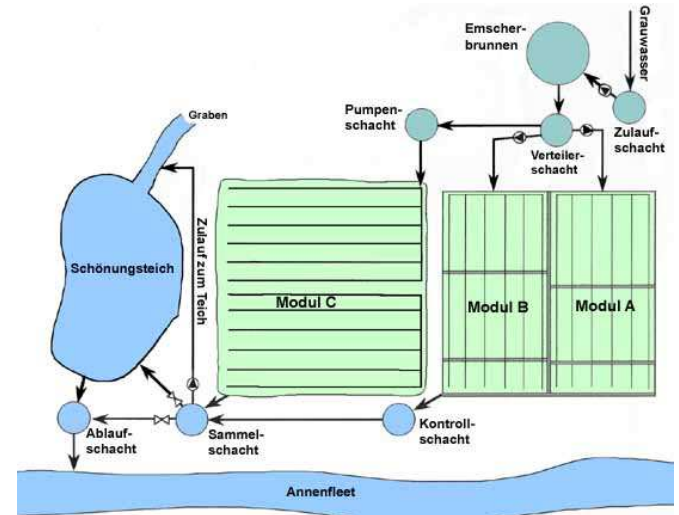 Emscher-
brunnen
Grauwasser
Graben
Pumpen-
schacht
Zulauf-
schacht
Verteiler-
schacht
Zulauf zum Teich
Schönungsteich
Modul C
Modul B
Modul A
Ablauf-
schacht
Sammel-
schacht
Kontroll-
schacht
Annenfleet